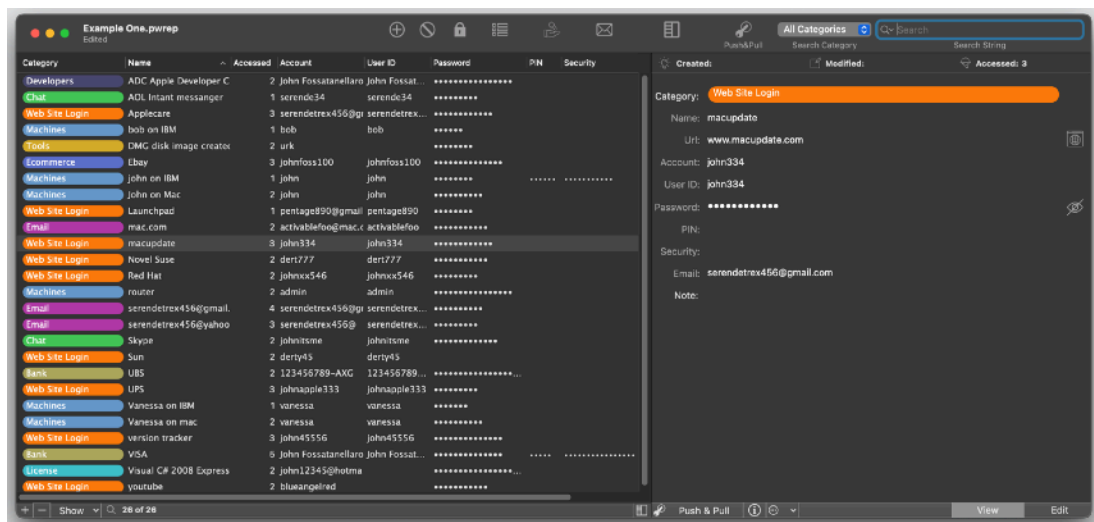 Example One.pwrep
Edited
Push&Pull
All Categories
Search Category
Search
Search String
Category Name Accessed Account User ID Password PIN Security
Developers ADC Apple Developer C 2 John Fossatanellaro John Fossat... ••••••••••••••••
Chat AOL Intant messanger 1 serende34 serende34 •••••••••
Web Site Login Applecare 3 serendetrex456@g serendetrex... ••••••••••••
Machines bob on IBM 1 bob bob ••••••
Tools DMG disk image create 2 urk ••••••••
Ecommerce Ebay 3 johnfoss100 johnfoss100 ••••••••••••••
Machines john on IBM 1 john john •••••••• •••••• •••••••••••
Machines John on Mac 2 john john ••••••••••
Web Site Login Launchpad 1 pentage890@gmail pentage890 ••••••••
Email mac.com 2 activablefoo@mac.c activablefoo •••••••••••
Web Site Login macupdate 3 john334 john334 ••••••••••••
Web Site Login Novel Suse 2 dert777 dert777 •••••••••••
Web Site Login Red Hat 2 johnxx546 johnxx546 ••••••••••
Machines router 2 admin admin ••••••••••••••••
Email serendetrex456@gmail. 4 serendetrex456@g serendetrex... •••••••••
Email serendetrex456@yahoo 3 serendetrex456@ serendetrex... •••••••••
Chat Skype 2 johnitsme johnitsme •••••••••••••
Web Site Login Sun 2 derty45 derty45
Bank UBS 2 123456789-AXG 123456789... ••••••••••••••••...
Web Site Login UPS 3 johnapple333 johnapple333 •••••••••
Machines Vanessa on IBM 1 vanessa vanessa •••••••
Machines Vanessa on mac 2 vanessa vanessa ••••••••••
Web Site Login version tracker 3 john45556 john45556 ••••••••••••••
Bank VISA 5 John Fossatanellaro John Fossat... •••••••••••••• ••••• ••••••••••••••••
License Visual C# 2008 Express 2 john12345@hotma ••••••••••••••••...
Web Site Login youtube 2 blueangelred •••••••••••
+ − Show 26 of 26
Created: Modified: Accessed: 3
Category: Web Site Login
Name: macupdate
Url: www.macupdate.com
Account: john334
User ID: john334
Password: ••••••••••••
PIN:
Security:
Email: serendetrex456@gmail.com
Note:
Push & Pull
View Edit